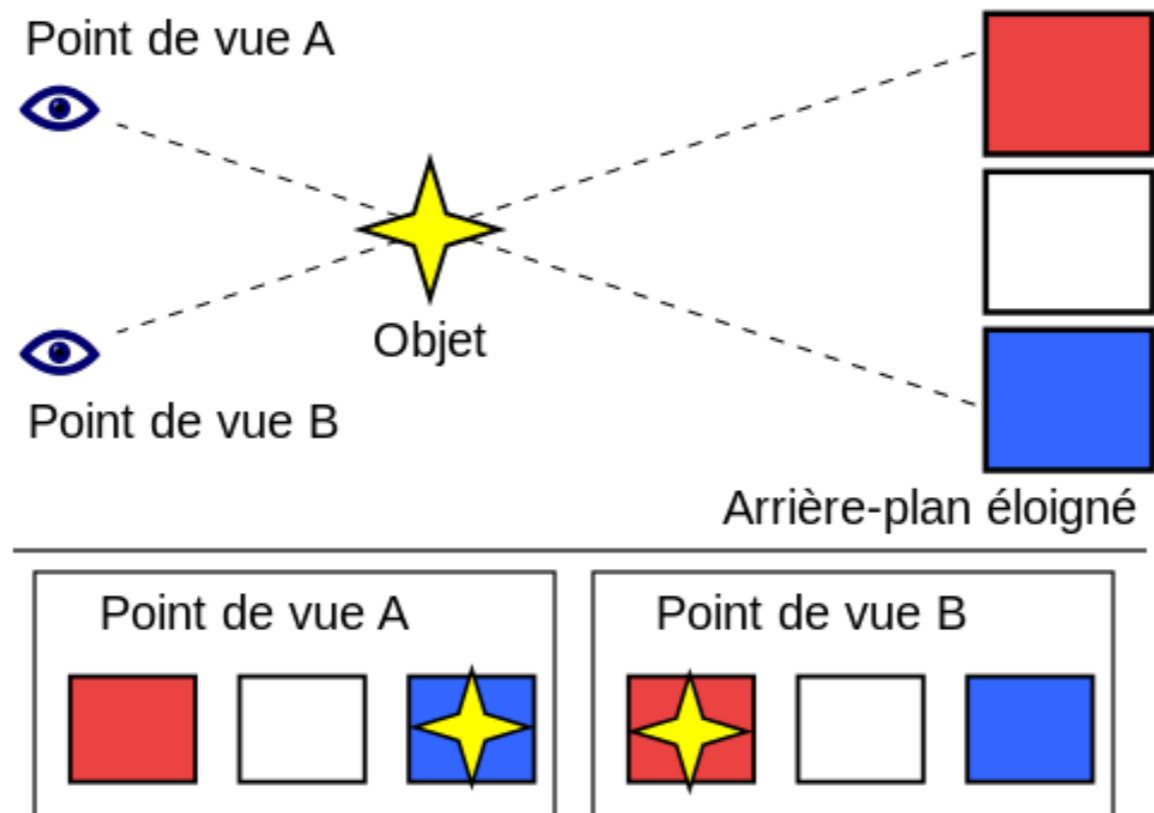 Point de vue A
Objet
Point de vue B
Arrière-plan éloigné
Point de vue A
Point de vue B